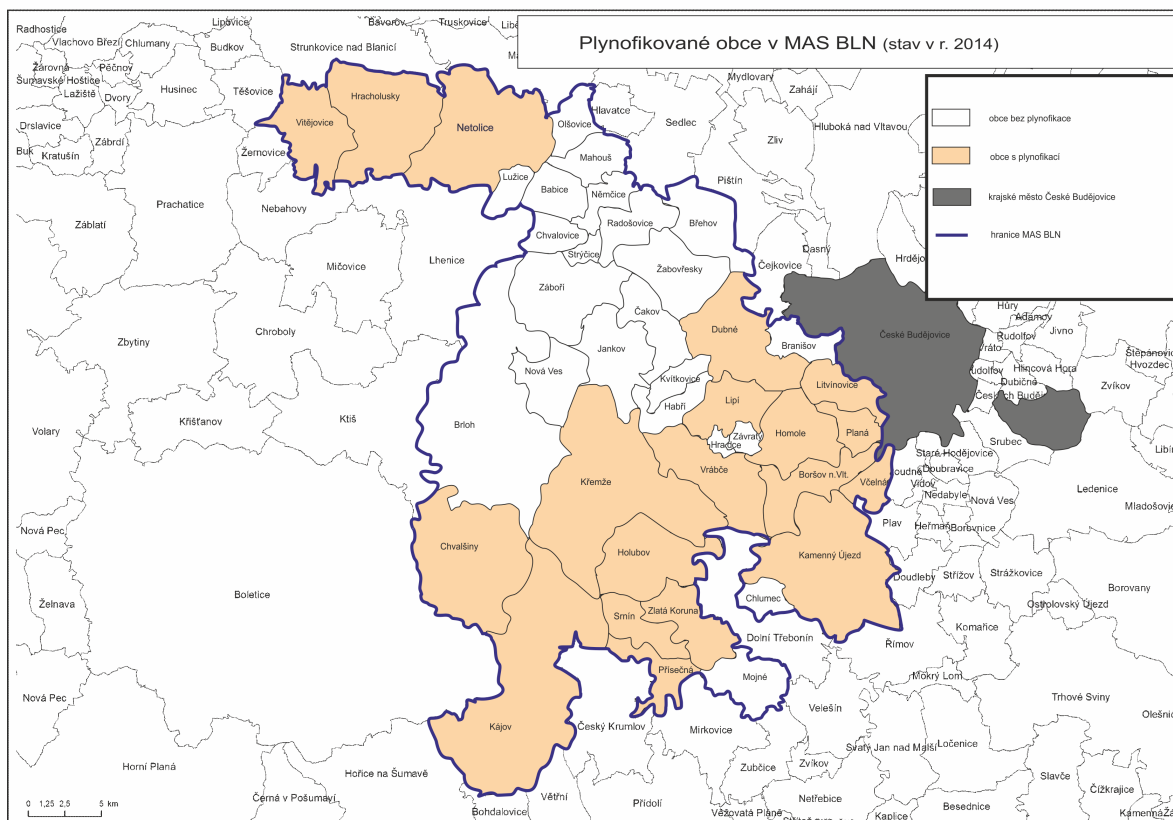 Plynofikované obce v MAS BLN (stav v r. 2014)
obce bez plynofikace
obce s plynofikací
krajské město České Budějovice
hranice MAS BLN
Radhostice
Lipovice
Bavorov
Truskovice
Vlachovo Březí
Chlumany
Budkov
Strunkovice nad Blanicí
Žárovná
Pěčnov
Šumavské Hoštice
Lažiště
Dvory
Husinec
Těšovice
Hracholusky
Vitějovice
Netolice
Olšovice
Hlavatce
Sedlec
Mydlovary
Zahájí
Zliv
Hluboká nad Vltavou
Drslavice
Buk
Kratušín
Zábrdí
Žernovice
Mahouš
Lužice
Babice
Němčice
Pištín
Prachatice
Nebahovy
Záblatí
Mičovice
Lhenice
Chvalovice
Radošovice
Břehov
Strýčice
Dasný
Čejkovice
Žabovřesky
Záboří
Čakov
Zbytiny
Chroboly
Dubné
Jankov
Branišov
České Budějovice
Hůry
Adamov
Jivno
Rudolfov
Hlincová Hora
Dubičné
Hvozdec
Zvíkov
Nová Ves
Kvítkovice
Habří
Litvínovice
Lipí
Volary
Křišťanov
Ktiš
Brloh
Homole
Planá
Závraty
Srubec
Staré Hodějovice
Doubravice
Vidov
Nedabyle
Nová Ves
Ledenice
Křemže
Vrábče
Boršov n.Vlt.
Včelná
Plav
Borovnice
Nová Pec
Chvalšiny
Holubov
Kamenný Újezd
Doudleby
Střížov
Strážkovice
Borovany
Želnava
Boletice
Chlumec
Srnín
Zlatá Koruna
Ostrolovský Újezd
Komařice
Dolní Třebonín
Římov
Přísečná
Mojné
Mokrý Lom
Trhové Sviny
Nová Pec
Kájov
Český Krumlov
Mirkovice
Velešín
Svatý Jan nad Malší
Ločenice
Horní Planá
Hořice na Šumavě
Zubčice
Zvíkov
Slavče
Čížkrajice
Černá v Pošumaví
Bohdalovice
Větřní
Přídolí
Věžovatá Pláně
Netřebice
Kaplice
Besednice
0 1,25 2,5 5 km